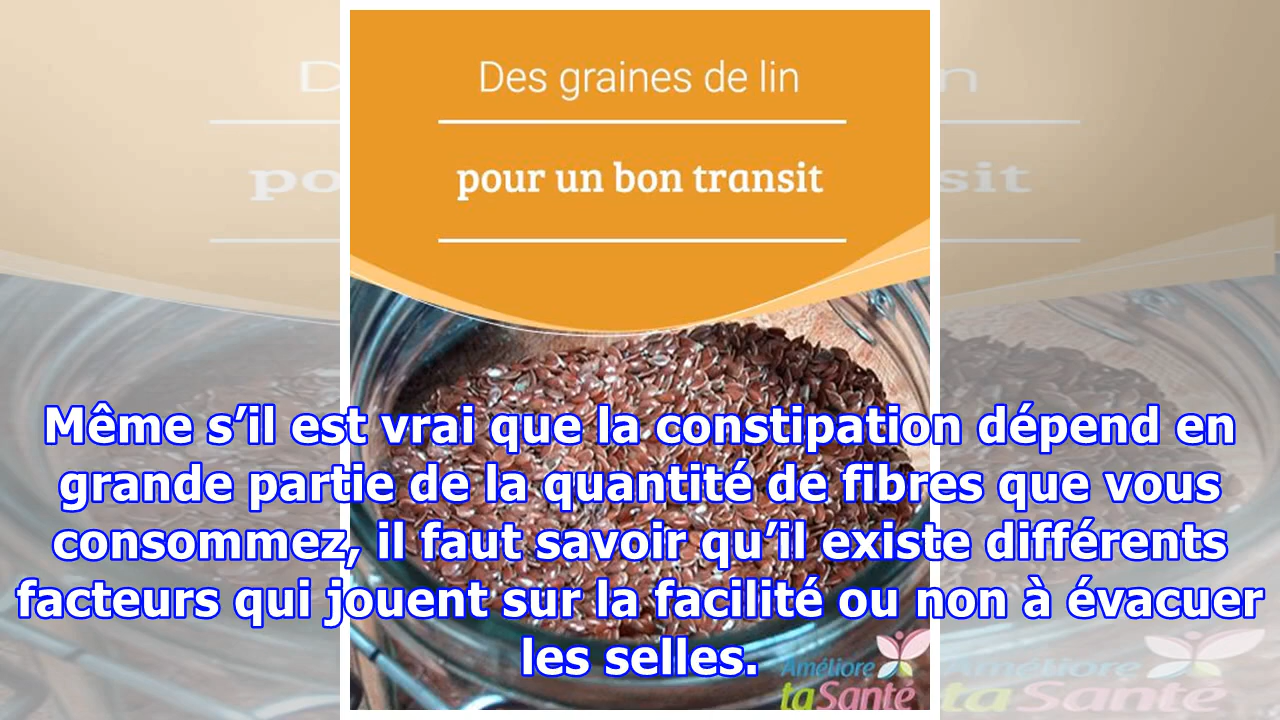 Des graines de lin
pour un bon transit
Même s’il est vrai que la constipation dépend en
grande partie de la quantité de fibres que vous
consommez, il faut savoir qu’il existe différents
facteurs qui jouent sur la facilité ou non à évacuer
les selles.
Améliore
taSanté